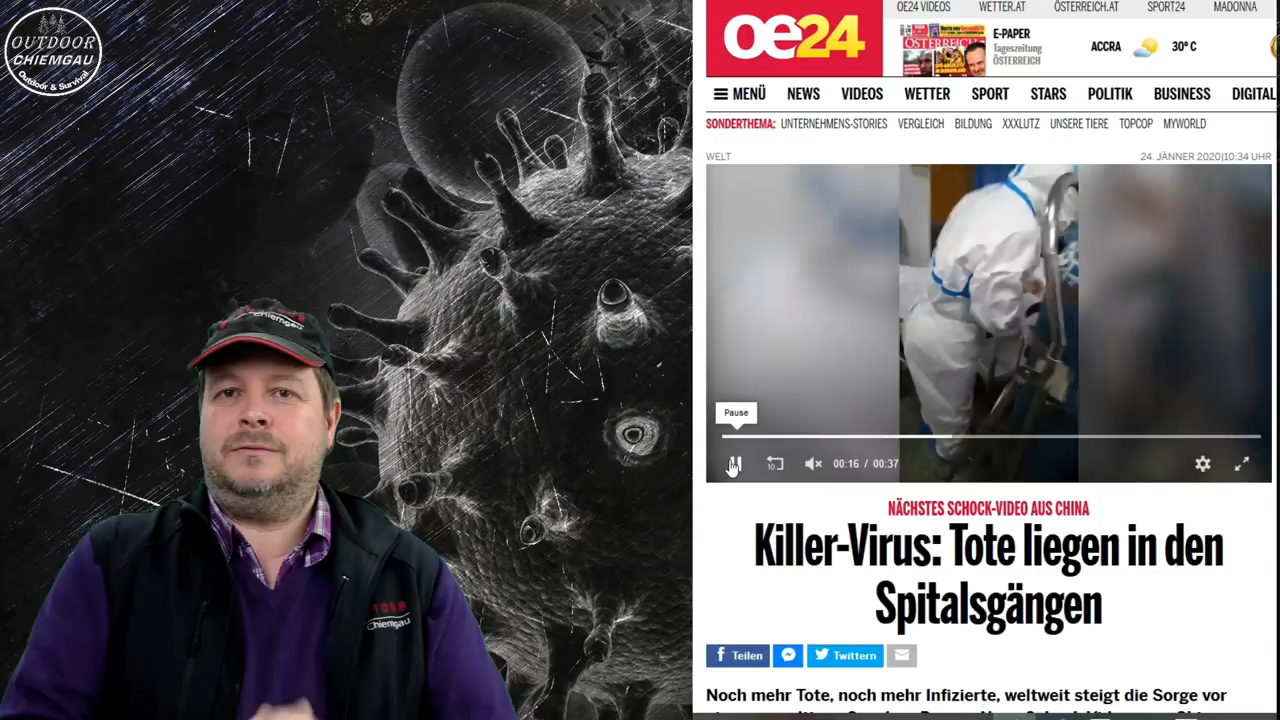 OUTDOOR
CHIEMGAU
Outdoor & Survival
Chiemgau
Chiemgau
oe24
OE24 VIDEOS WETTER.AT ÖSTERREICH.AT SPORT24 MADONNA
ÖSTERREICH
E-PAPER
Tageszeitung
ÖSTERREICH
ACCRA 30° C
MENÜ NEWS VIDEOS WETTER SPORT STARS POLITIK BUSINESS DIGITAL
SONDERTHEMA: UNTERNEHMENS-STORIES VERGLEICH BILDUNG XXXLUTZ UNSERE TIERE TOPCOP MYWORLD
WELT 24. JÄNNER 2020|10:34 UHR
Pause
10 00:16 / 00:37
NÄCHSTES SCHOCK-VIDEO AUS CHINA
Killer-Virus: Tote liegen in den
Spitalsgängen
Teilen Twittern
Noch mehr Tote, noch mehr Infizierte, weltweit steigt die Sorge vor